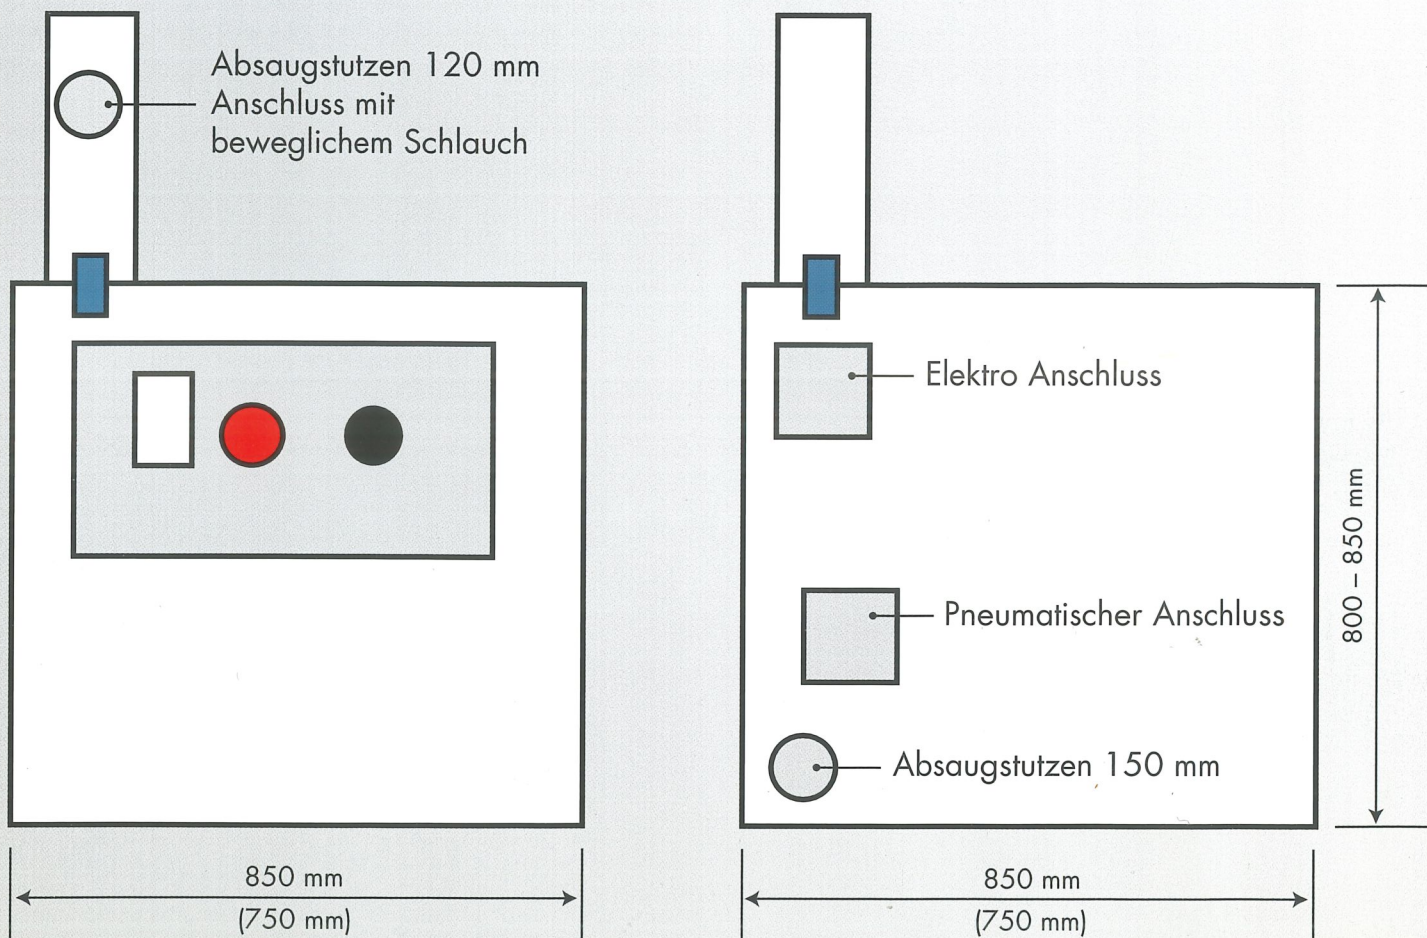 Absaugstutzen 120 mm
Anschluss mit
beweglichem Schlauch
Elektro Anschluss
Pneumatischer Anschluss
Absaugstutzen 150 mm
800 – 850 mm
850 mm
(750 mm)
850 mm
(750 mm)